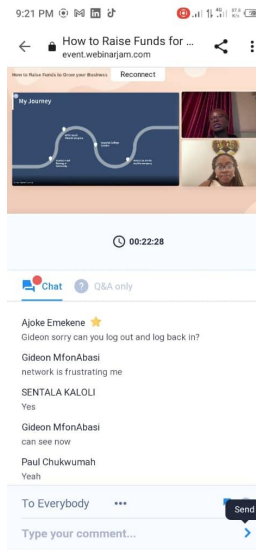 9:21 PM
How to Raise Funds for ...
event.webinarjam.com
How to Raise Funds to Grow your Business
Reconnect
My Journey
00:22:28
Chat
? Q&A only
Ajoke Emekene ⭐
Gideon sorry can you log out and log back in?
Gideon MfonAbasi
network is frustrating me
SENTALA KALOLI
Yes
Gideon MfonAbasi
can see now
Paul Chukwumah
Yeah
To Everybody ...
Send
Type your comment...